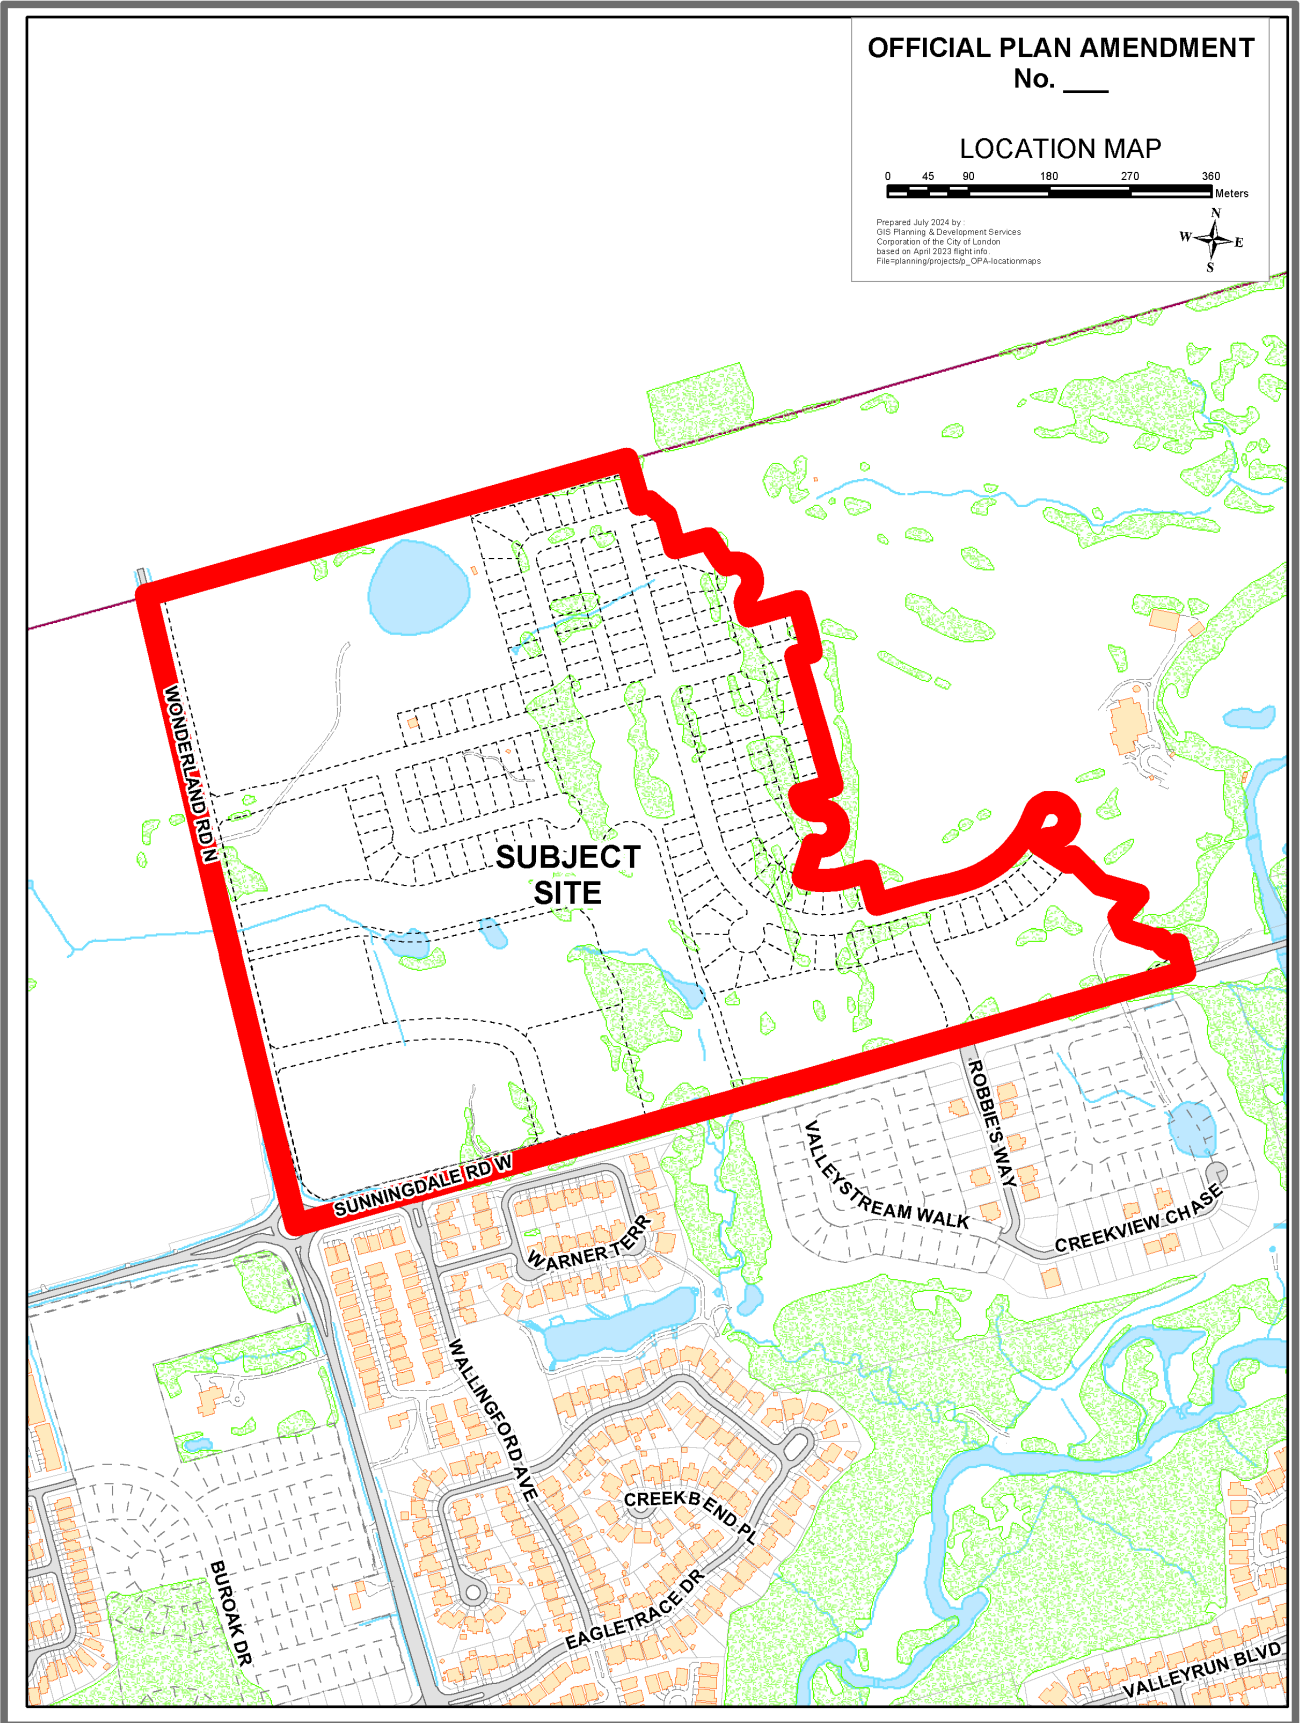 OFFICIAL PLAN AMENDMENT
No. ___
LOCATION MAP
0 45 90 180 270 360
Meters
Prepared July 2024 by :
GIS Planning & Development Services
Corporation of the City of London
based on April 2023 flight info.
File=planning/projects/p_OPA-locationmaps
N
W E
S
WONDERLAND RD N
SUBJECT
SITE
SUNNINGDALE RD W
ROBBIE'S WAY
VALLEYSTREAM WALK
CREEKVIEW CHASE
WARNER TERR
WALLINGFORD AVE
CREEKBEND PL
EAGLETRACE DR
BUROAK DR
VALLEYRUN BLVD